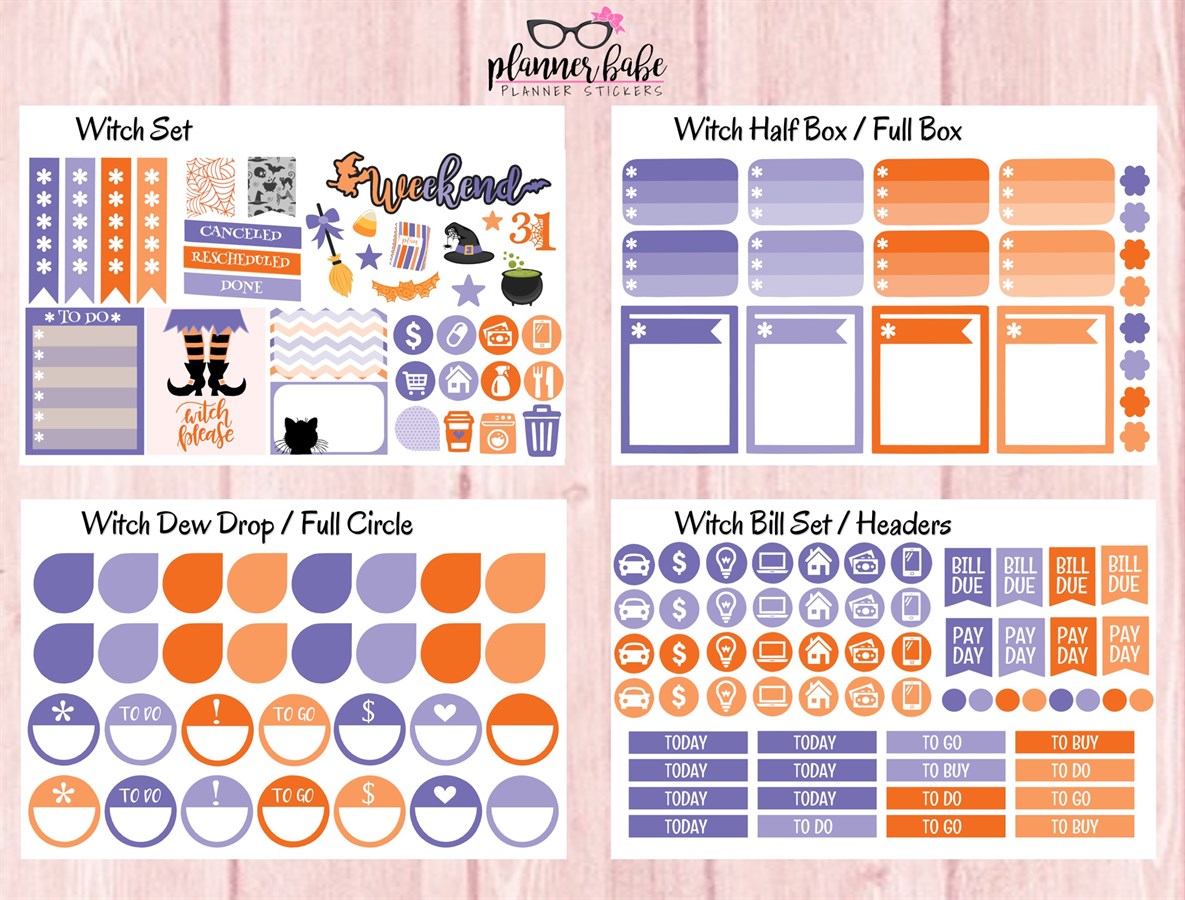 planner babe
PLANNER STICKERS
Witch Set
Weekend
CANCELED
RESCHEDULED
DONE
plan
31
*TO DO*
witch
please
$
Witch Half Box / Full Box
Witch Dew Drop / Full Circle
* TO DO ! TO GO $
* TO DO ! TO GO $
Witch Bill Set / Headers
$
$
$
$
BILL DUE BILL DUE BILL DUE BILL DUE
PAY DAY PAY DAY PAY DAY PAY DAY
TODAY TODAY TO GO TO BUY
TODAY TODAY TO BUY TO DO
TODAY TODAY TO DO TO GO
TODAY TO DO TO GO TO BUY